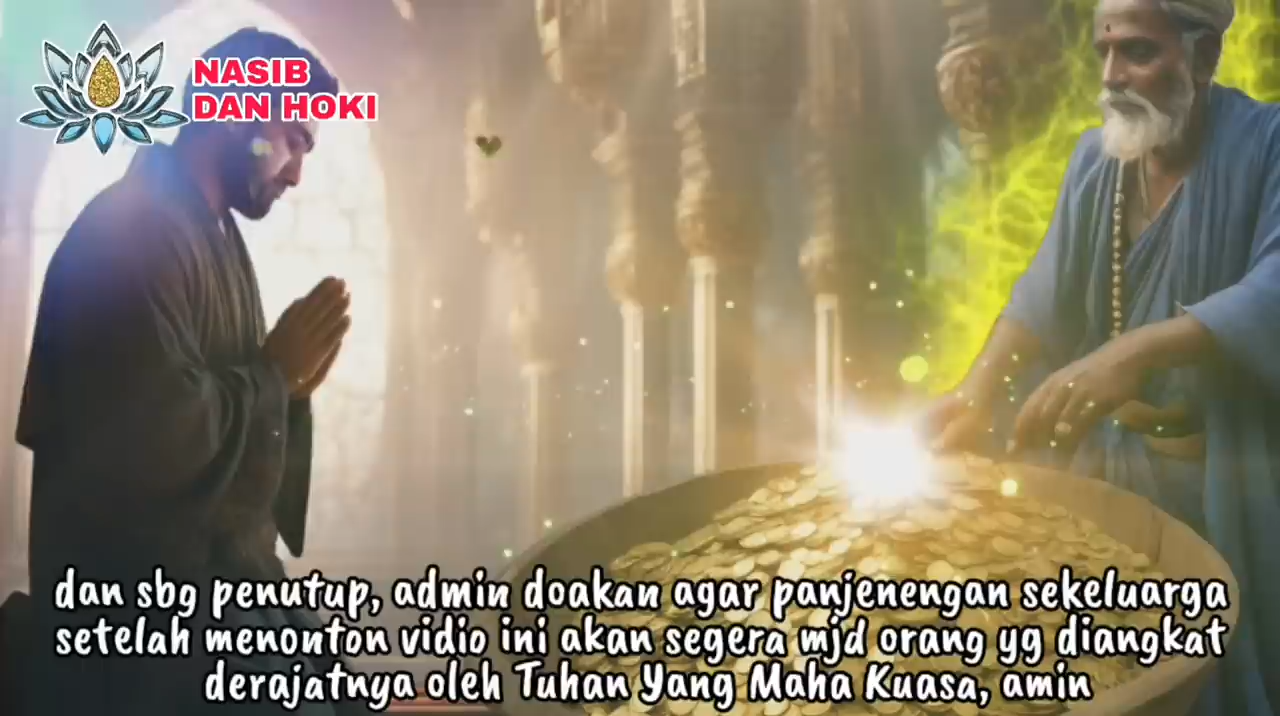 NASIB
DAN HOKI
dan sbg penutup, admin doakan agar panjenengan sekeluarga
setelah menonton vidio ini akan segera mjd orang yg diangkat
derajatnya oleh Tuhan Yang Maha Kuasa, amin